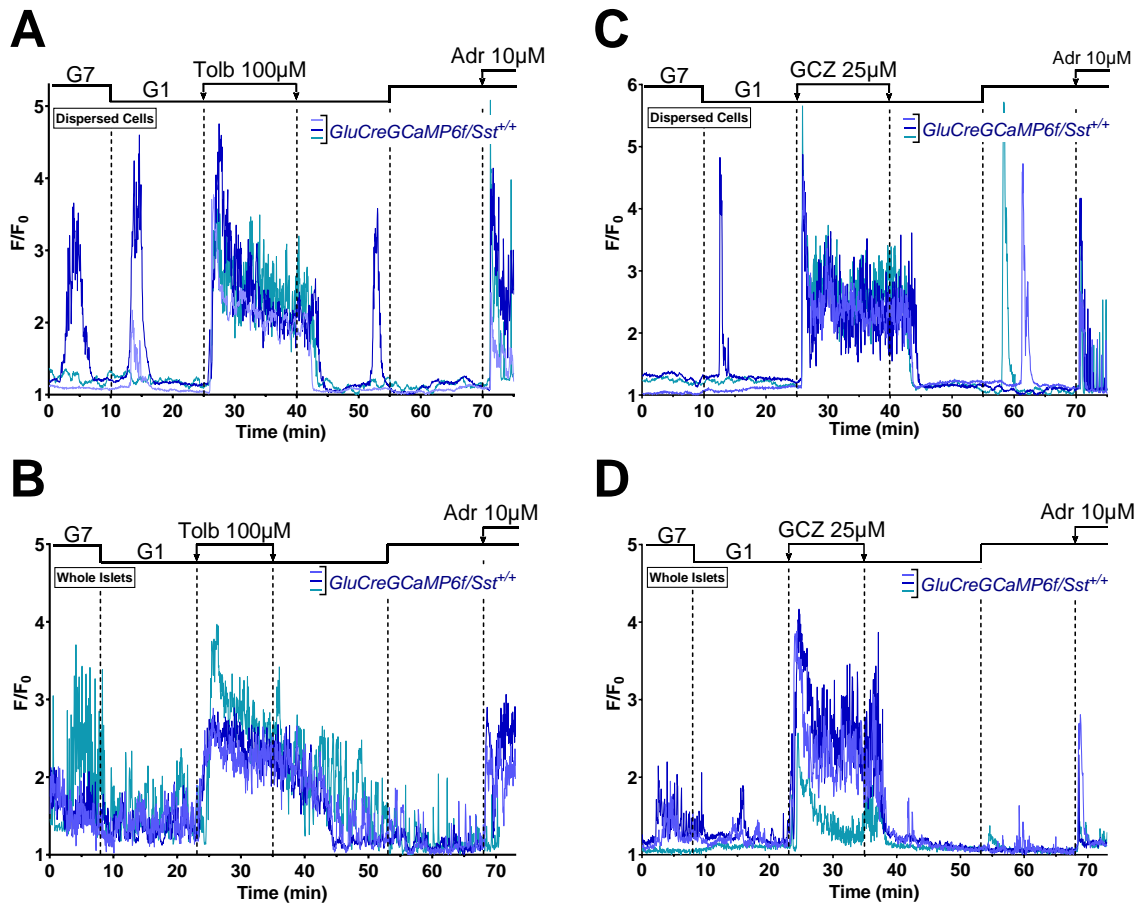 A
G7
G1
Tolb 100µM
Adr 10µM
Dispersed Cells
GluCreGCaMP6f/Sst+/+
5
4
3
2
1
F/F0
0 10 20 30 40 50 60 70
Time (min)
C
G7
G1
GCZ 25µM
Adr 10µM
Dispersed Cells
GluCreGCaMP6f/Sst+/+
6
5
4
3
2
1
F/F0
0 10 20 30 40 50 60 70
Time (min)
B
G7
G1
Tolb 100µM
Adr 10µM
Whole Islets
GluCreGCaMP6f/Sst+/+
5
4
3
2
1
F/F0
0 10 20 30 40 50 60 70
Time (min)
D
G7
G1
GCZ 25µM
Adr 10µM
Whole Islets
GluCreGCaMP6f/Sst+/+
5
4
3
2
1
F/F0
0 10 20 30 40 50 60 70
Time (min)